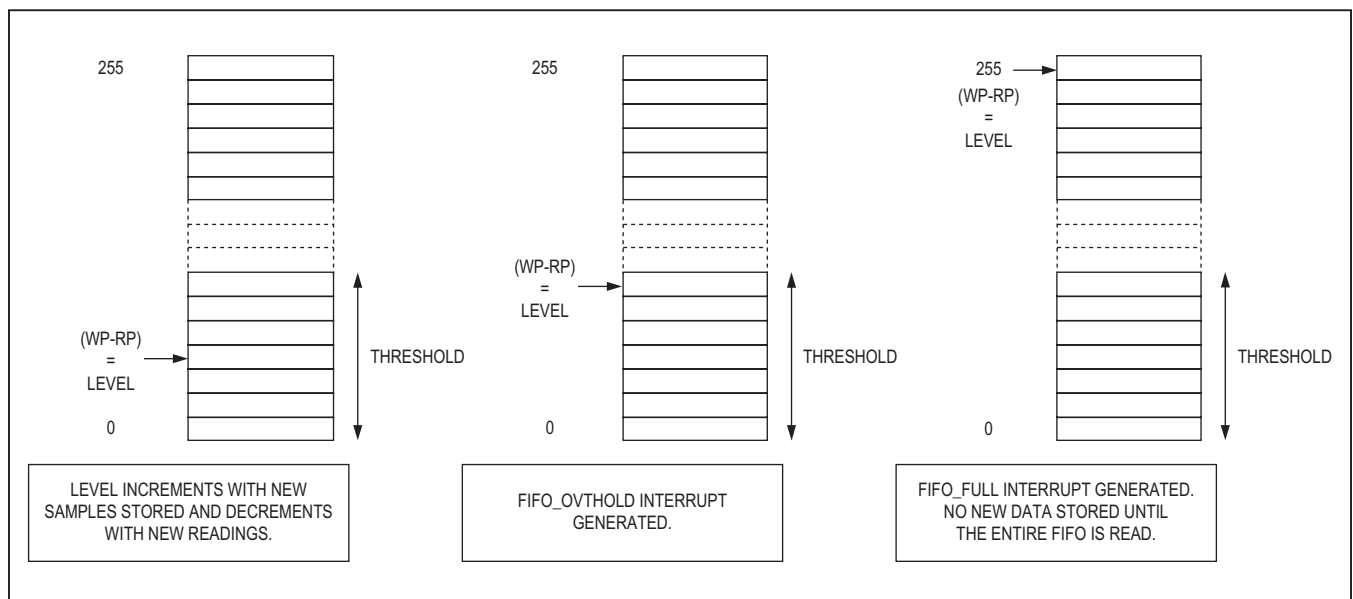 255
(WP-RP)
=
LEVEL
0
THRESHOLD
LEVEL INCREMENTS WITH NEW
SAMPLES STORED AND DECREMENTS
WITH NEW READINGS.
255
(WP-RP)
=
LEVEL
0
THRESHOLD
FIFO_OVTHOLD INTERRUPT
GENERATED.
255
(WP-RP)
=
LEVEL
0
THRESHOLD
FIFO_FULL INTERRUPT GENERATED.
NO NEW DATA STORED UNTIL
THE ENTIRE FIFO IS READ.